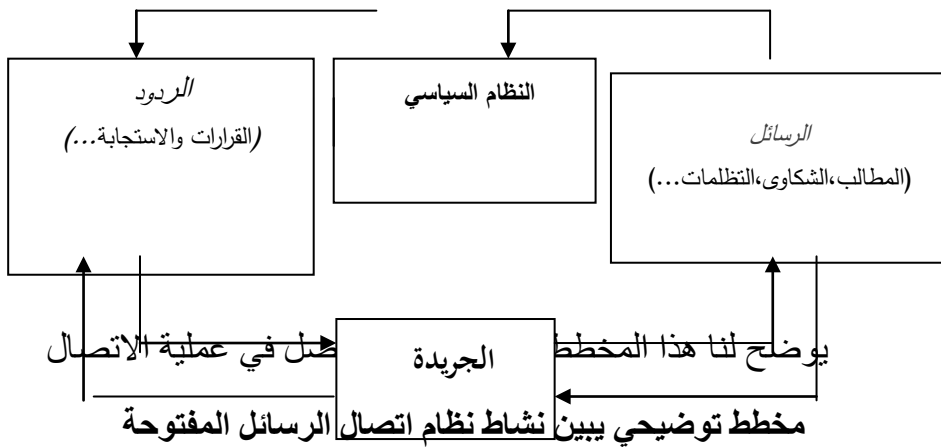 الرسائل
(المطالب،الشكاوى،التظلمات...)
النظام السياسي
الردود
(القرارات والاستجابة...)
الجريدة
يوضح لنا هذا المخطط في عملية الاتصال
مخطط توضيحي يبين نشاط نظام اتصال الرسائل المفتوحة